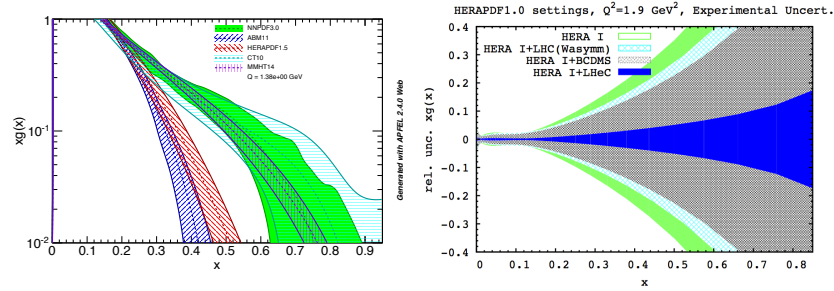 NNPDF3.0
ABM11
HERAPDF1.5
CT10
MMHT14
Q = 1.38e+00 GeV
xg(x)
1
10⁻¹
10⁻²
0 0.1 0.2 0.3 0.4 0.5 0.6 0.7 0.8 0.9
x
Generated with APFEL 2.4.0 Web
HERAPDF1.0 settings, Q²=1.9 GeV², Experimental Uncert.
HERA I
HERA I+LHC(Wasymm)
HERA I+BCDMS
HERA I+LHeC
rel. unc. xg(x)
0.4
0.3
0.2
0.1
0
-0.1
-0.2
-0.3
-0.4
0 0.1 0.2 0.3 0.4 0.5 0.6 0.7 0.8
x